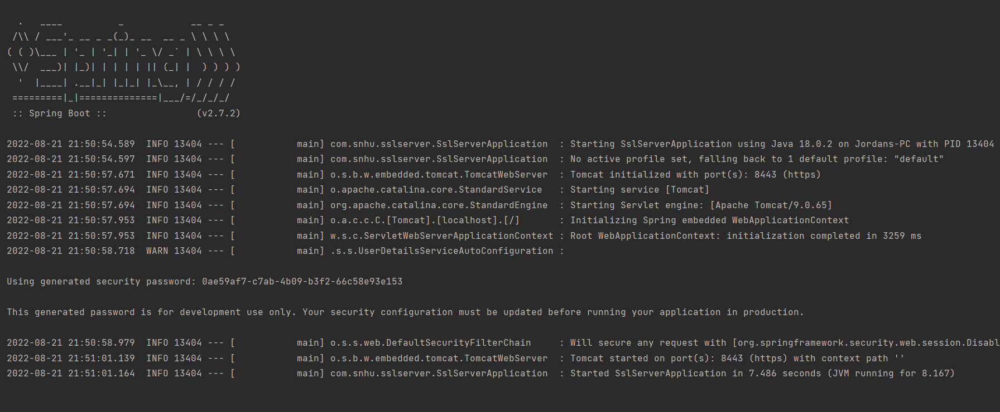 .   ____          _            __ _ _
 /\\ / ___'_ __ _ _(_)_ __  __ _ \ \ \ \
( ( )\___ | '_ | '_| | '_ \/ _` | \ \ \ \
 \\/  ___)| |_)| | | | | || (_| |  ) ) ) )
  '  |____| .__|_| |_|_| |_\__, | / / / /
 =========|_|==============|___/=/_/_/_/
 :: Spring Boot ::                (v2.7.2)

2022-08-21 21:50:54.589  INFO 13404 --- [           main] com.snhu.sslserver.SslServerApplication  : Starting SslServerApplication using Java 18.0.2 on Jordans-PC with PID 13404
2022-08-21 21:50:54.597  INFO 13404 --- [           main] com.snhu.sslserver.SslServerApplication  : No active profile set, falling back to 1 default profile: "default"
2022-08-21 21:50:57.671  INFO 13404 --- [           main] o.s.b.w.embedded.tomcat.TomcatWebServer  : Tomcat initialized with port(s): 8443 (https)
2022-08-21 21:50:57.694  INFO 13404 --- [           main] o.apache.catalina.core.StandardService   : Starting service [Tomcat]
2022-08-21 21:50:57.694  INFO 13404 --- [           main] org.apache.catalina.core.StandardEngine  : Starting Servlet engine: [Apache Tomcat/9.0.65]
2022-08-21 21:50:57.953  INFO 13404 --- [           main] o.a.c.c.C.[Tomcat].[localhost].[/]       : Initializing Spring embedded WebApplicationContext
2022-08-21 21:50:57.953  INFO 13404 --- [           main] w.s.c.ServletWebServerApplicationContext : Root WebApplicationContext: initialization completed in 3259 ms
2022-08-21 21:50:58.718  WARN 13404 --- [           main] .s.s.UserDetailsServiceAutoConfiguration :

Using generated security password: 0ae59af7-c7ab-4b09-b3f2-66c58e93e153

This generated password is for development use only. Your security configuration must be updated before running your application in production.

2022-08-21 21:50:58.979  INFO 13404 --- [           main] o.s.s.web.DefaultSecurityFilterChain     : Will secure any request with [org.springframework.security.web.session.Disabl
2022-08-21 21:51:01.139  INFO 13404 --- [           main] o.s.b.w.embedded.tomcat.TomcatWebServer  : Tomcat started on port(s): 8443 (https) with context path ''
2022-08-21 21:51:01.164  INFO 13404 --- [           main] com.snhu.sslserver.SslServerApplication  : Started SslServerApplication in 7.486 seconds (JVM running for 8.167)